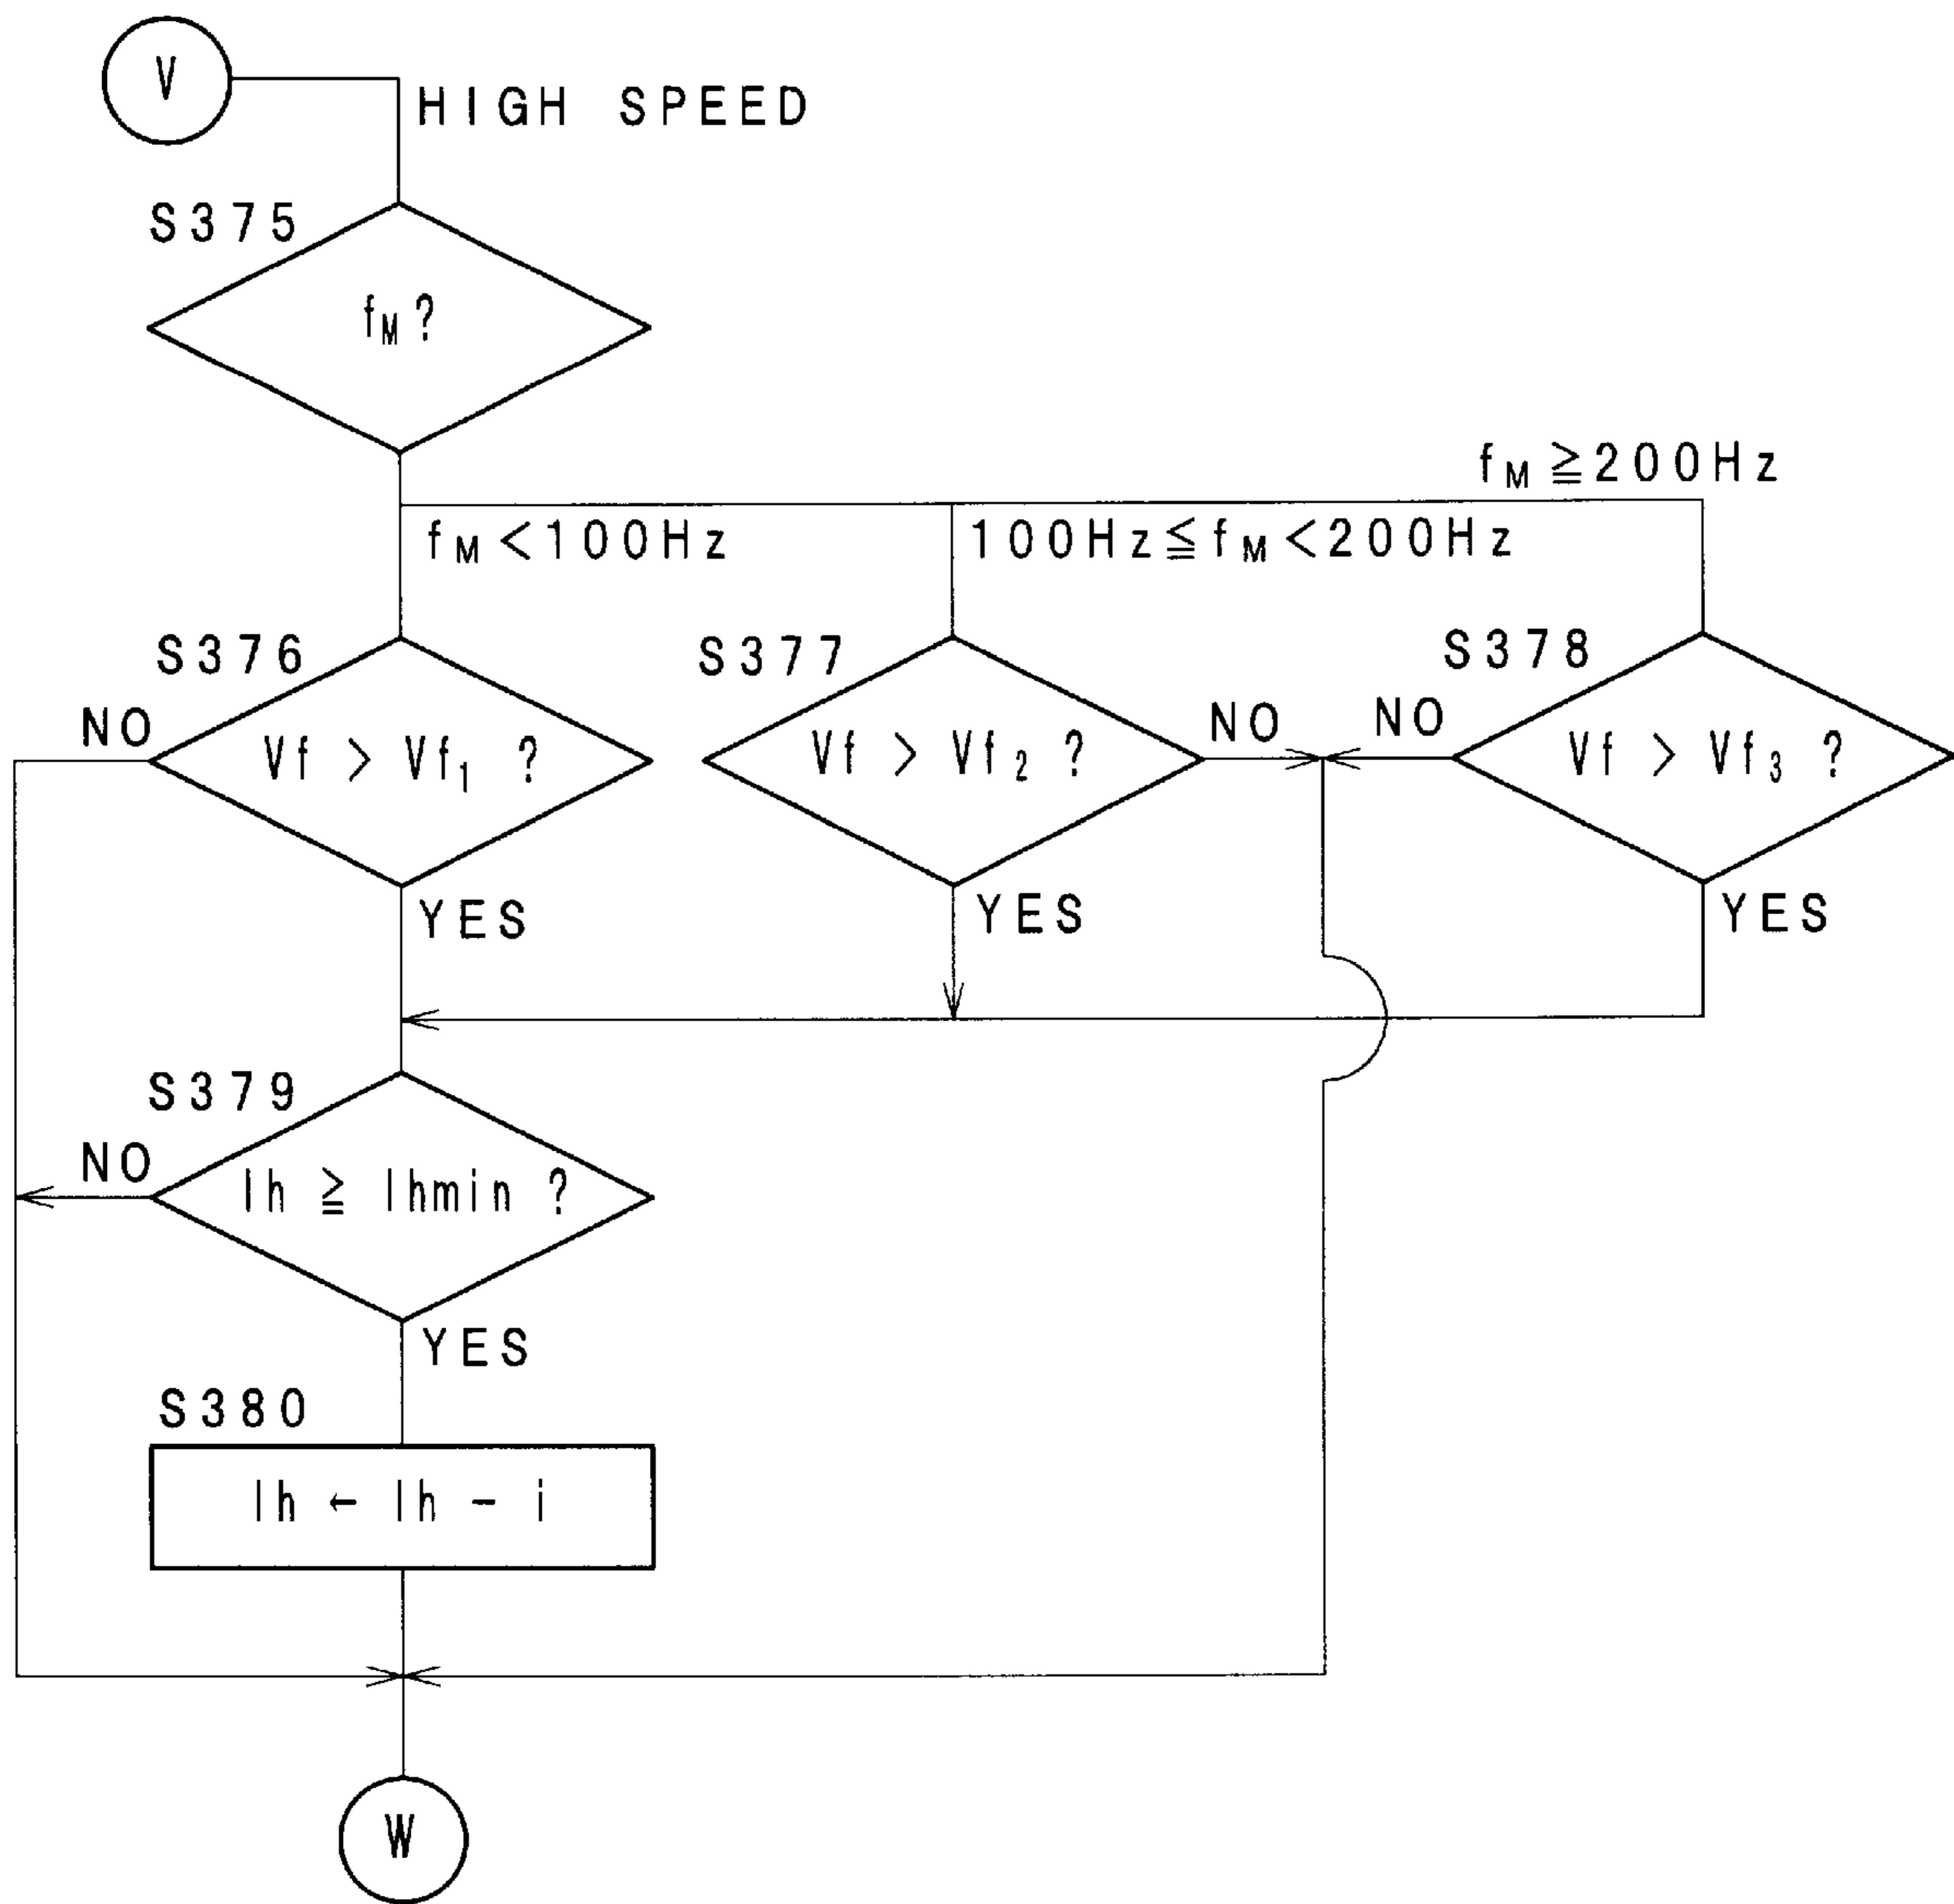 V
HIGH SPEED
S375
fM?
fM≧200Hz
fM<100Hz
100Hz≦fM<200Hz
S376
S377
S378
NO
Vf > Vf1 ?
Vf > Vf2 ?
NO
NO
Vf > Vf3 ?
YES
YES
YES
S379
NO
Ih ≧ Ihmin ?
YES
S380
Ih ← Ih - i
W